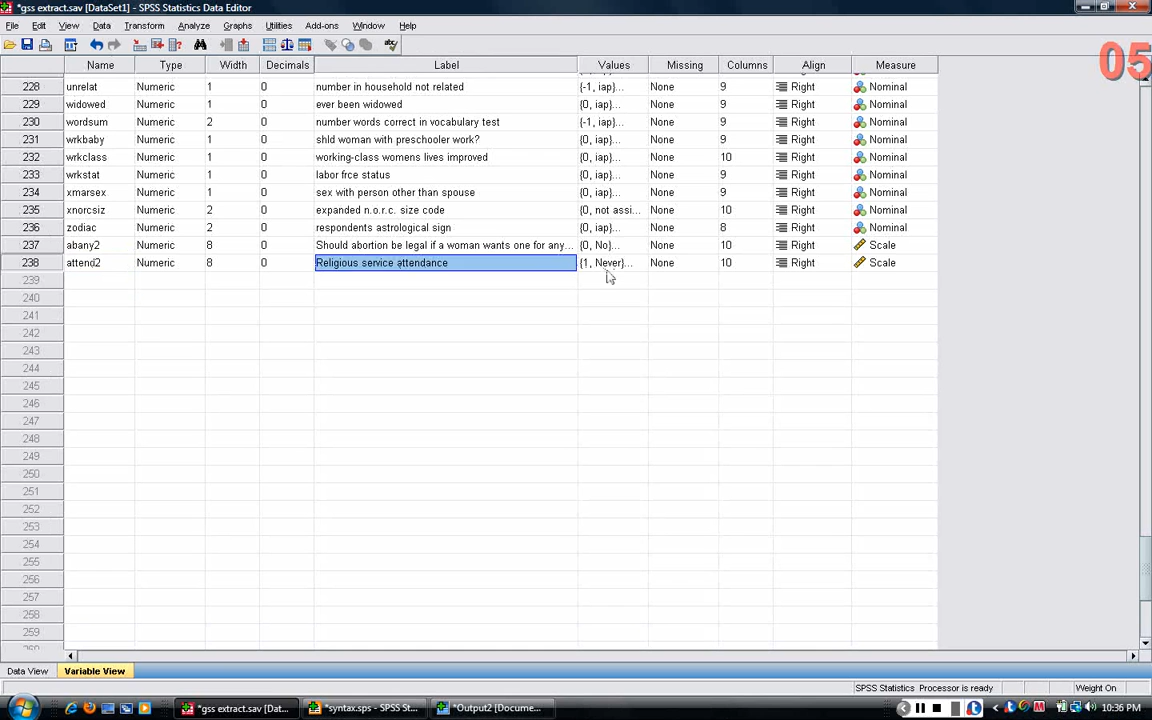 *gss extract.sav [DataSet1] - SPSS Statistics Data Editor
File Edit View Data Transform Analyze Graphs Utilities Add-ons Window Help
05
Name Type Width Decimals Label Values Missing Columns Align Measure
228 unrelat Numeric 1 0 number in household not related {-1, iap}... None 9 Right Nominal
229 widowed Numeric 1 0 ever been widowed {0, iap}... None 9 Right Nominal
230 wordsum Numeric 2 0 number words correct in vocabulary test {-1, iap}... None 9 Right Nominal
231 wrkbaby Numeric 1 0 shld woman with preschooler work? {0, iap}... None 9 Right Nominal
232 wrkclass Numeric 1 0 working-class womens lives improved {0, iap}... None 10 Right Nominal
233 wrkstat Numeric 1 0 labor frce status {0, iap}... None 9 Right Nominal
234 xmarsex Numeric 1 0 sex with person other than spouse {0, iap}... None 9 Right Nominal
235 xnorcsiz Numeric 2 0 expanded n.o.r.c. size code {0, not assi... None 10 Right Nominal
236 zodiac Numeric 2 0 respondents astrological sign {0, iap}... None 8 Right Nominal
237 abany2 Numeric 8 0 Should abortion be legal if a woman wants one for any... {0, No}... None 10 Right Scale
238 attend2 Numeric 8 0 Religious service attendance {1, Never}... None 10 Right Scale
239
240
241
242
243
244
245
246
247
248
249
250
251
252
253
254
255
256
257
258
259
Data View Variable View
SPSS Statistics Processor is ready Weight On
*gss extract.sav [Dat... *syntax.sps - SPSS St... *Output2 [Docume... 10:36 PM